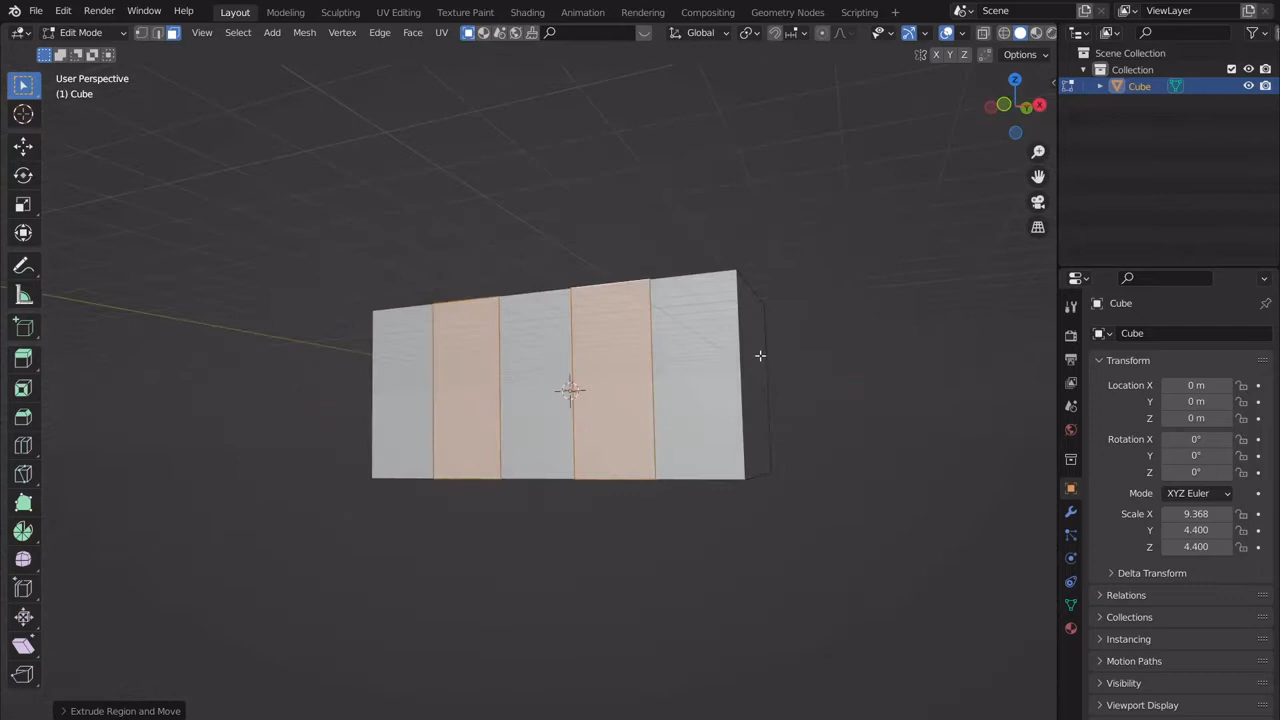 File Edit Render Window Help Layout Modeling Sculpting UV Editing Texture Paint Shading Animation Rendering Compositing Geometry Nodes Scripting + Scene ViewLayer
Edit Mode View Select Add Mesh Vertex Edge Face UV Global
X Y Z Options
User Perspective
(1) Cube
Z
X
Y
Scene Collection
Collection
Cube
Cube
Cube
Transform
Location X 0 m
Y 0 m
Z 0 m
Rotation X 0°
Y 0°
Z 0°
Mode XYZ Euler
Scale X 9.368
Y 4.400
Z 4.400
Delta Transform
Relations
Collections
Instancing
Motion Paths
Visibility
Viewport Display
Extrude Region and Move